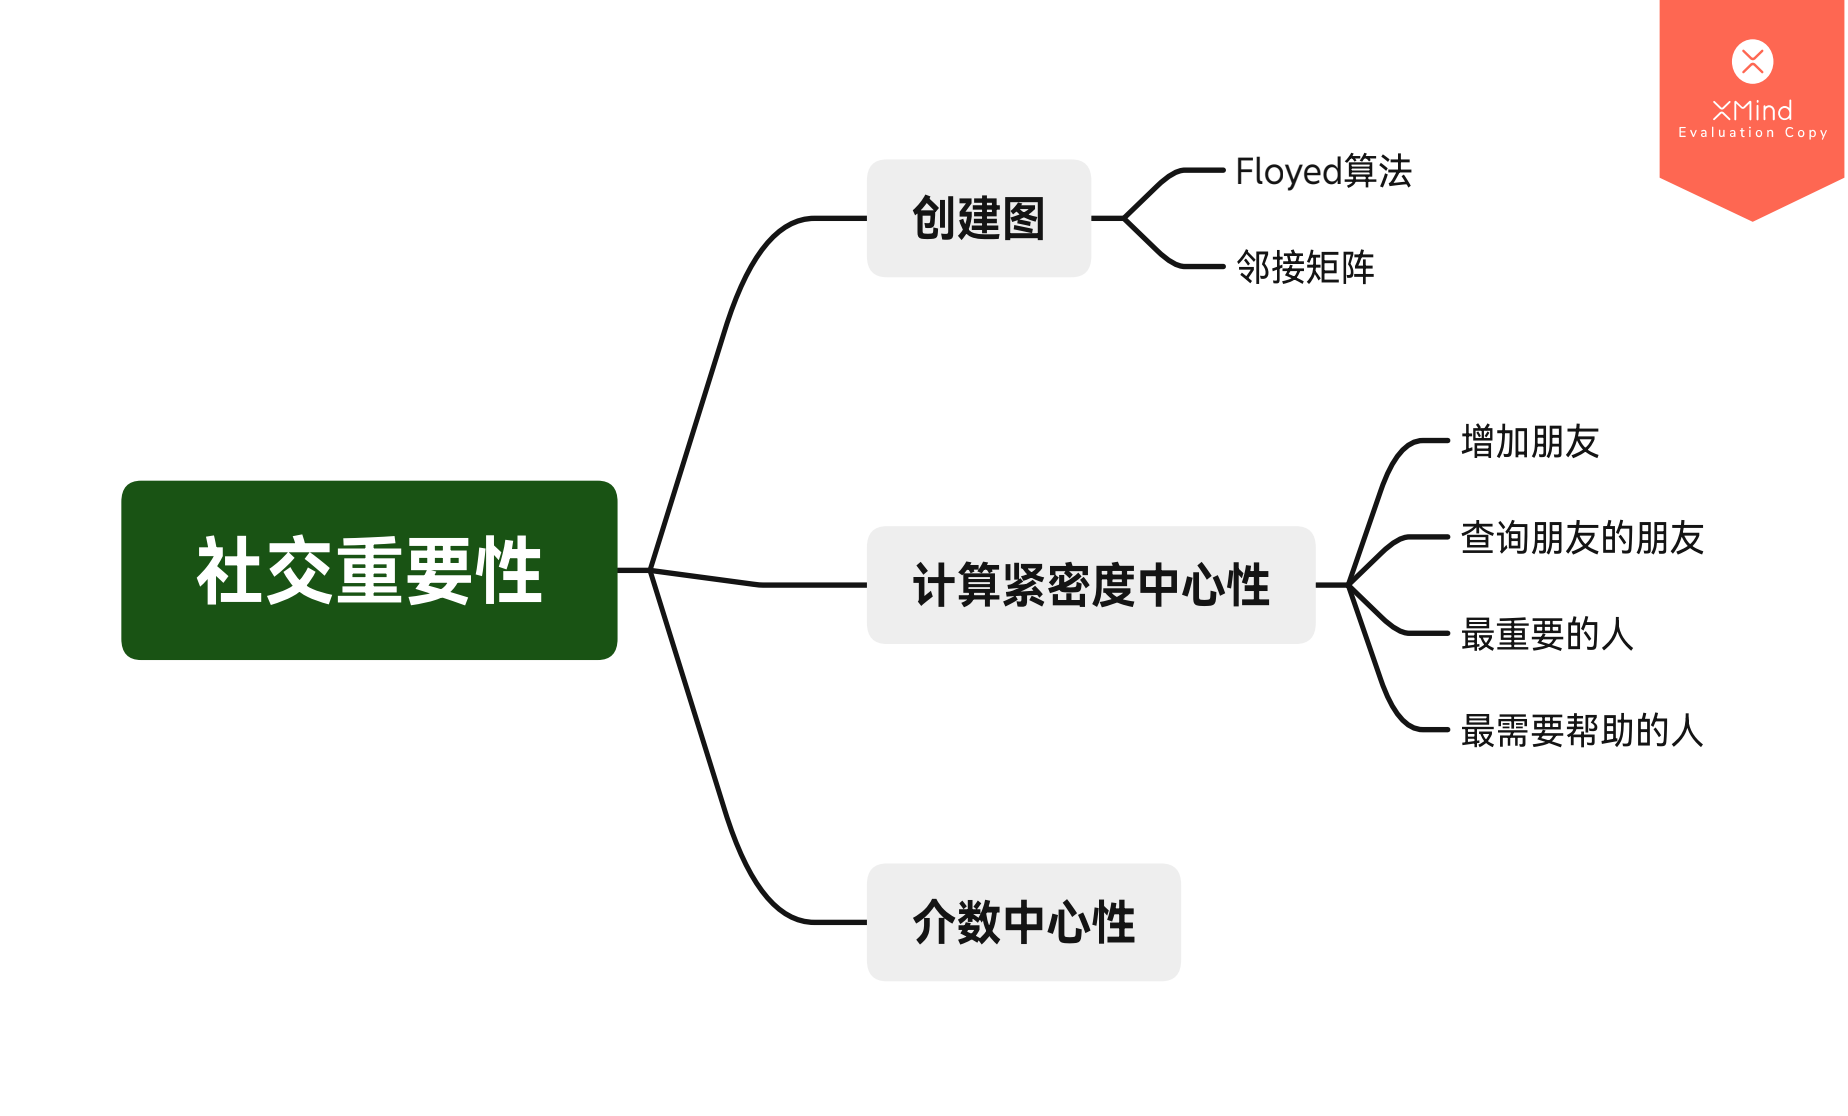 XMind
Evaluation Copy
社交重要性
创建图
Floyed算法
邻接矩阵
计算紧密度中心性
增加朋友
查询朋友的朋友
最重要的人
最需要帮助的人
介数中心性